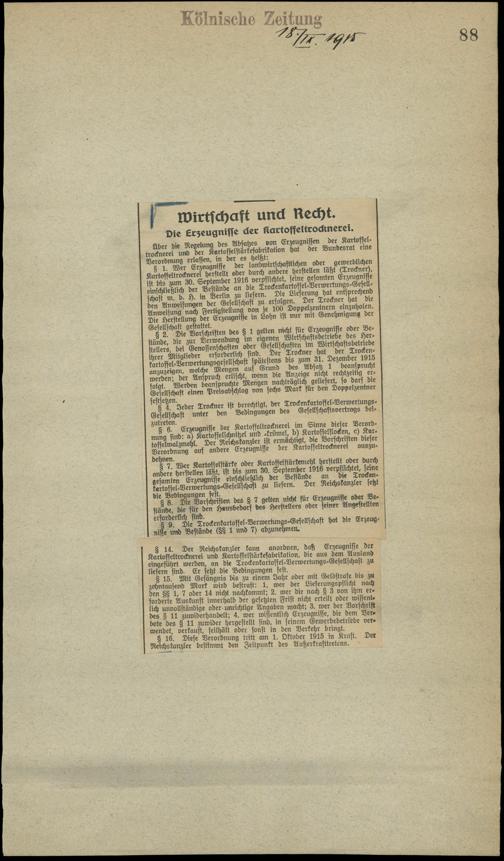 Kölnische Zeitung
18/IX. 1915
88
Wirtschaft und Recht.
Die Erzeugnisse der Kartoffeltrocknerei.
Über die Regelung des Absatzes von Erzeugnissen der Kartoffel-
trocknerei und der Kartoffelstärkefabrikation hat der Bundesrat eine
Verordnung erlassen, in der es heißt:
§ 1. Wer Erzeugnisse der landwirtschaftlichen oder gewerblichen
Kartoffeltrocknerei herstellt oder durch andere herstellen läßt (Trockner),
ist bis zum 30. September 1916 verpflichtet, seine gesamten Erzeugnisse
einschließlich der Bestände an die Trockenkartoffel-Verwertungs-Gesell-
schaft m. b. H. in Berlin zu liefern. Die Lieferung hat entsprechend
den Anweisungen der Gesellschaft zu erfolgen. Der Trockner hat die
Anweisung nach Fertigstellung von je 100 Doppelzentnern einzuholen.
Die Herstellung der Erzeugnisse in Lohn ist nur mit Genehmigung der
Gesellschaft gestattet.
§ 2. Die Vorschriften des § 1 gelten nicht für Erzeugnisse oder Be-
stände, die zur Verwendung im eigenen Wirtschaftsbetriebe des Her-
stellers, bei Genossenschaften oder Gesellschaften im Wirtschaftsbetriebe
ihrer Mitglieder erforderlich sind. Der Trockner hat der Trocken-
kartoffel-Verwertungsgesellschaft spätestens bis zum 31. Dezember 1915
anzuzeigen, welche Mengen auf Grund des Absatz 1 beansprucht
werden; der Anspruch erlischt, wenn die Anzeige nicht rechtzeitig er-
folgt. Werden beanspruchte Mengen nachträglich geliefert, so darf die
Gesellschaft einen Preisabschlag von sechs Mark für den Doppelzentner
festsetzen.
§ 4. Jeder Trockner ist berechtigt, der Trockenkartoffel-Verwertungs-
Gesellschaft unter den Bedingungen des Gesellschaftsvertrags bei-
zutreten.
§ 6. Erzeugnisse der Kartoffeltrocknerei im Sinne dieser Verord-
nung sind: a) Kartoffelschnitzel und -krümel, b) Kartoffelflocken, c) Kar-
toffelwalzmehl. Der Reichskanzler ist ermächtigt, die Vorschriften dieser
Verordnung auf andere Erzeugnisse der Kartoffeltrocknerei auszu-
dehnen.
§ 7. Wer Kartoffelstärke oder Kartoffelstärkemehl herstellt oder durch
andere herstellen läßt, ist bis zum 30. September 1916 verpflichtet, seine
gesamten Erzeugnisse einschließlich der Bestände an die Trocken-
kartoffel-Verwertungs-Gesellschaft zu liefern. Der Reichskanzler setzt
die Bedingungen fest.
§ 8. Die Vorschriften des § 7 gelten nicht für Erzeugnisse oder Be-
stände, die für den Hausbedarf des Herstellers oder seiner Angestellten
erforderlich sind.
§ 9. Die Trockenkartoffel-Verwertungs-Gesellschaft hat die Erzeug-
nisse und Bestände (§§ 1 und 7) abzunehmen.
§ 14. Der Reichskanzler kann anordnen, daß Erzeugnisse der
Kartoffeltrocknerei und Kartoffelstärkefabrikation, die aus dem Ausland
eingeführt werden, an die Trockenkartoffel-Verwertungs-Gesellschaft zu
liefern sind. Er setzt die Bedingungen fest.
§ 15. Mit Gefängnis bis zu einem Jahr oder mit Geldstrafe bis zu
zehntausend Mark wird bestraft: 1. wer der Lieferungspflicht nach
den §§ 1, 7 oder 14 nicht nachkommt; 2. wer die nach § 3 von ihm er-
forderte Auskunft innerhalb der gesetzten Frist nicht erteilt oder wissent-
lich unvollständige oder unrichtige Angaben macht; 3. wer der Vorschrift
des § 11 zuwiderhandelt; 4. wer wissentlich Erzeugnisse, die dem Ver-
bote des § 11 zuwider hergestellt sind, in seinem Gewerbebetriebe ver-
wendet, verkauft, feilhält oder sonst in den Verkehr bringt.
§ 16. Diese Verordnung tritt am 1. Oktober 1915 in Kraft. Der
Reichskanzler bestimmt den Zeitpunkt des Außerkrafttretens.